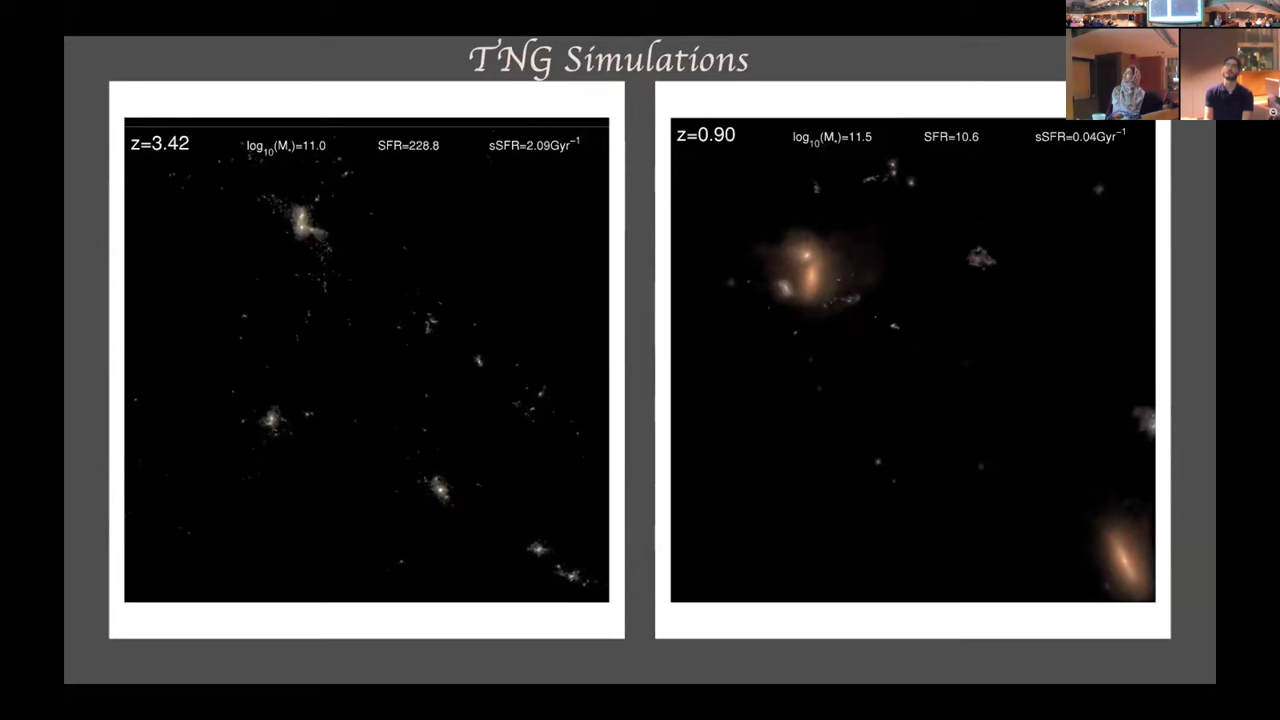 TNG Simulations
z=3.42 log10(M*)=11.0 SFR=228.8 sSFR=2.09Gyr⁻¹
z=0.90 log10(M*)=11.5 SFR=10.6 sSFR=0.04Gyr⁻¹